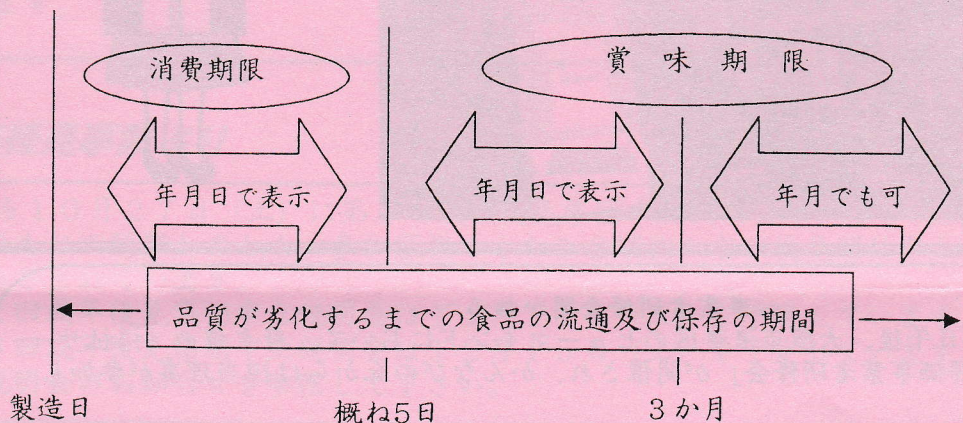 消費期限
賞味期限
年月日で表示
年月日で表示
年月でも可
品質が劣化するまでの食品の流通及び保存の期間
製造日
概ね5日
3か月